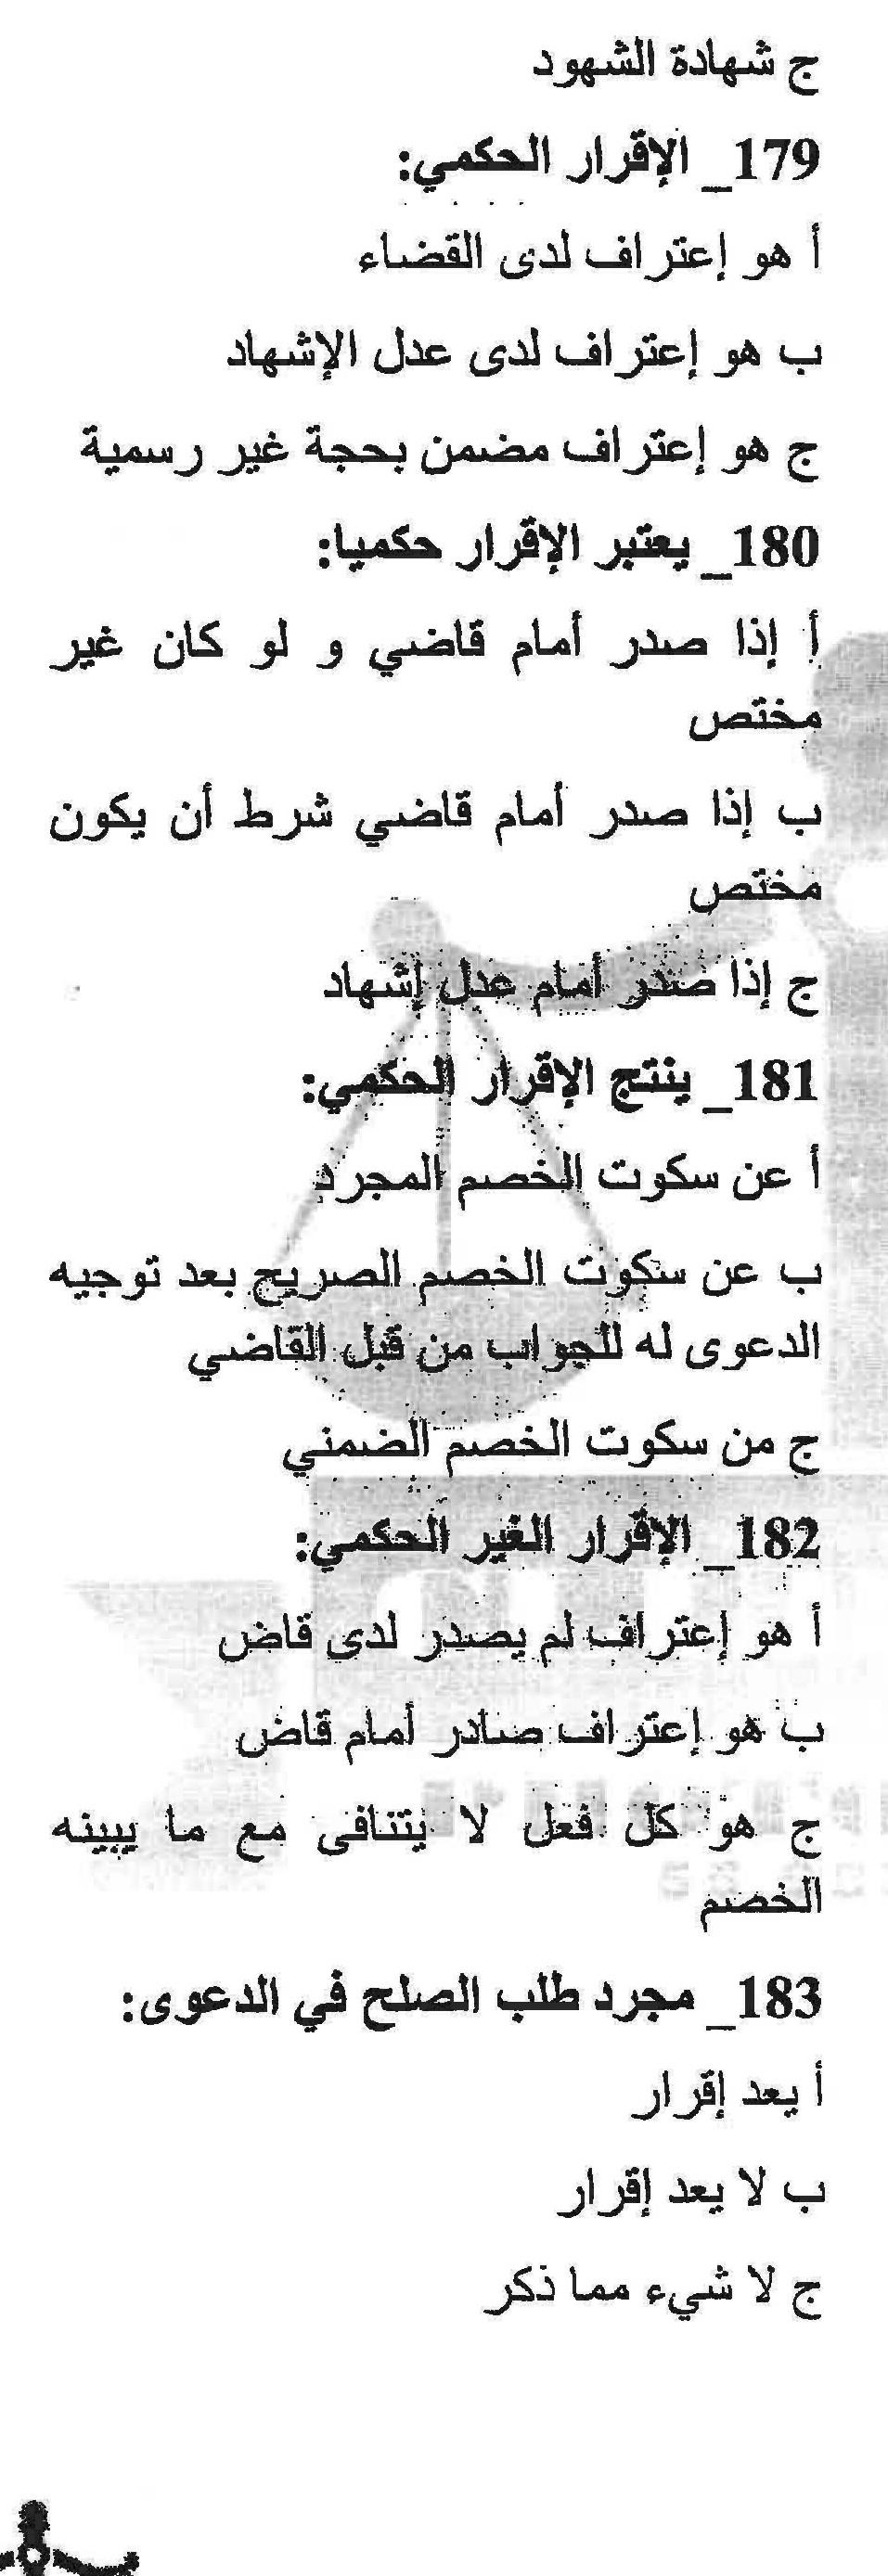 ج شهادة الشهود
179_ الإقرار الحكمي:
أ هو إعتراف لدى القضاء
ب هو إعتراف لدى عدل الإشهاد
ج هو إعتراف مضمن بحجة غير رسمية
180_ يعتبر الإقرار حكميا:
أ إذا صدر أمام قاضي و لو كان غير
مختص
ب إذا صدر أمام قاضي شرط أن يكون
مختص
ج إذا صدر أمام عدل إشهاد
181_ ينتج الإقرار الحكمي:
أ عن سكوت الخصم المجرد
ب عن سكوت الخصم الصريح بعد توجيه
الدعوى له للجواب من قبل القاضي
ج من سكوت الخصم الضمني
182_ الإقرار الغير الحكمي:
أ هو إعتراف لم يصدر لدى قاض
ب هو إعتراف صادر أمام قاض
ج هو كل فعل لا يتنافى مع ما يبينه
الخصم
183_ مجرد طلب الصلح في الدعوى:
أ يعد إقرار
ب لا يعد إقرار
ج لا شيء مما ذكر